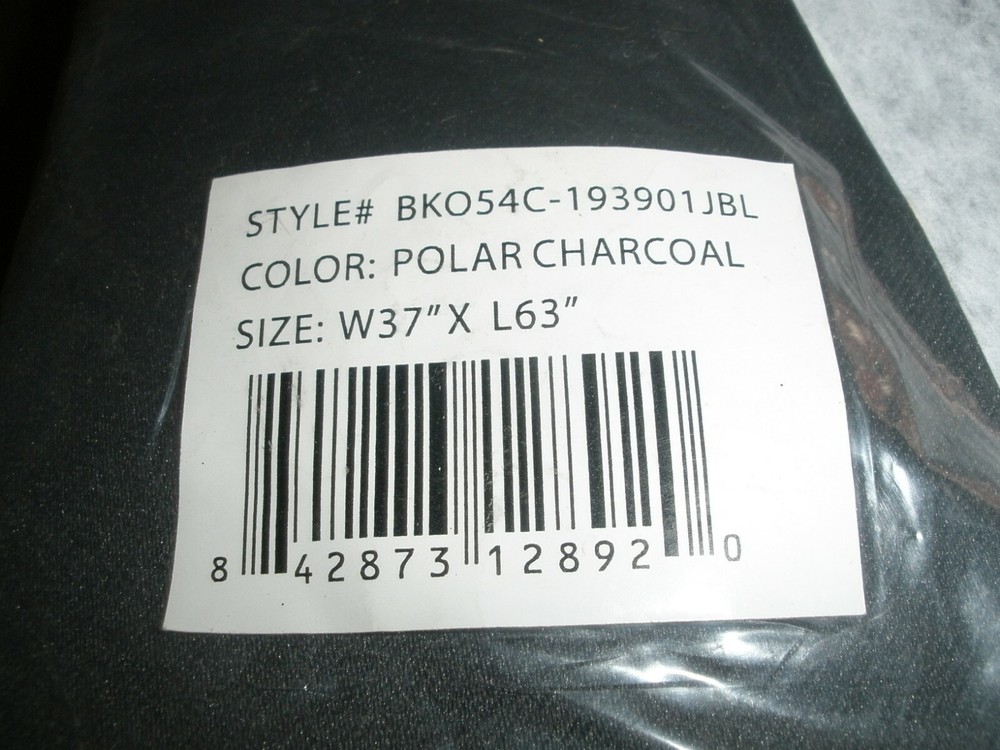 STYLE# BKO54C-193901JBL
COLOR: POLAR CHARCOAL
SIZE: W37"X L63"
8 42873 12892 0